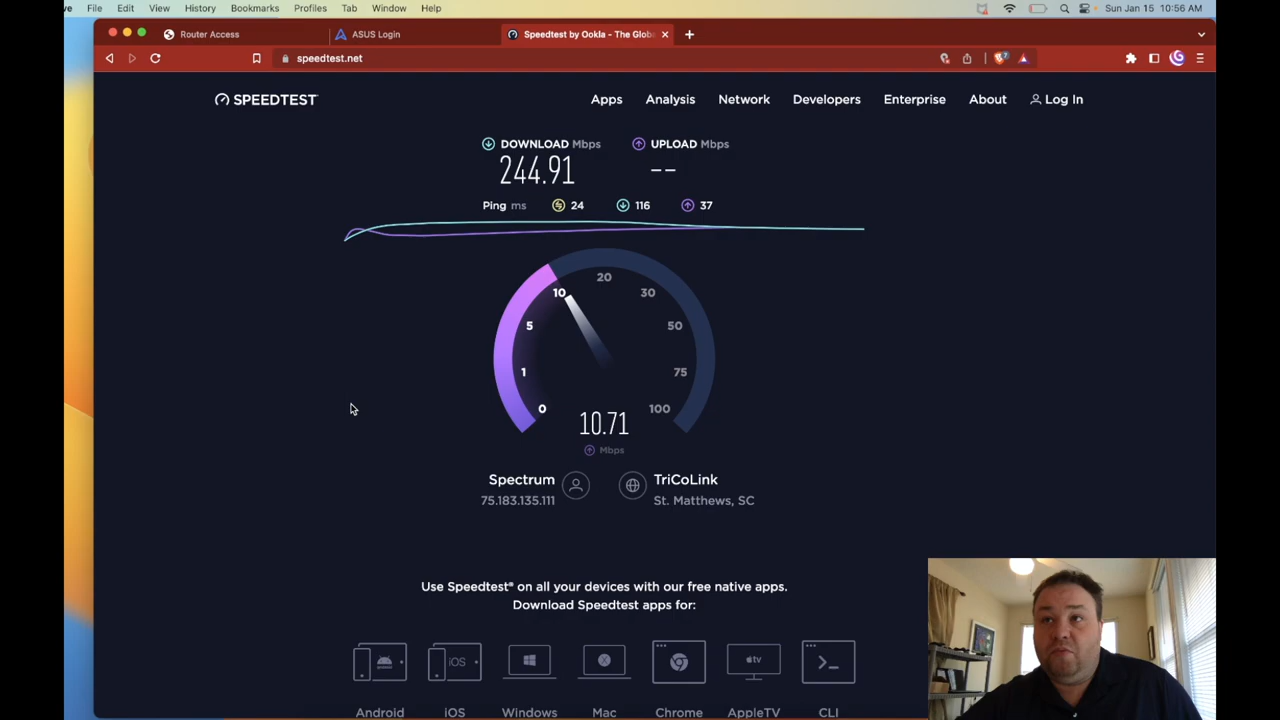 ve File Edit View History Bookmarks Profiles Tab Window Help Sun Jan 15 10:56 AM
Router Access ASUS Login Speedtest by Ookla - The Glob
speedtest.net
SPEEDTEST Apps Analysis Network Developers Enterprise About Log In
DOWNLOAD Mbps UPLOAD Mbps
244.91 --
Ping ms 24 116 37
20
10 30
5 50
1 75
0 100
10.71
Mbps
Spectrum TriCoLink
75.183.135.111 St. Matthews, SC
Use Speedtest® on all your devices with our free native apps.
Download Speedtest apps for:
iOS tv
Android iOS Windows Mac Chrome AppleTV CLI